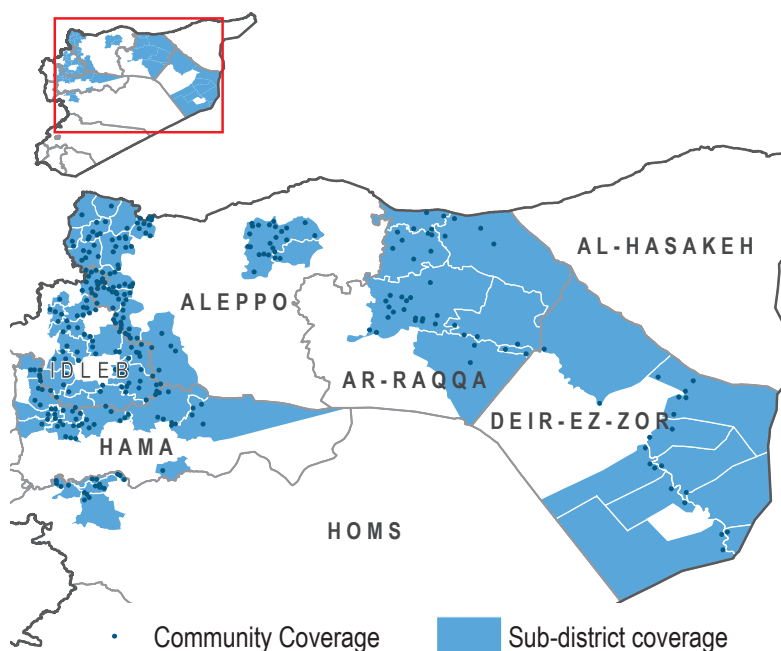 AL-HASAKEH
ALEPPO
IDLEB
AR-RAQQA
DEIR-EZ-ZOR
HAMA
HOMS
Community Coverage
Sub-district coverage